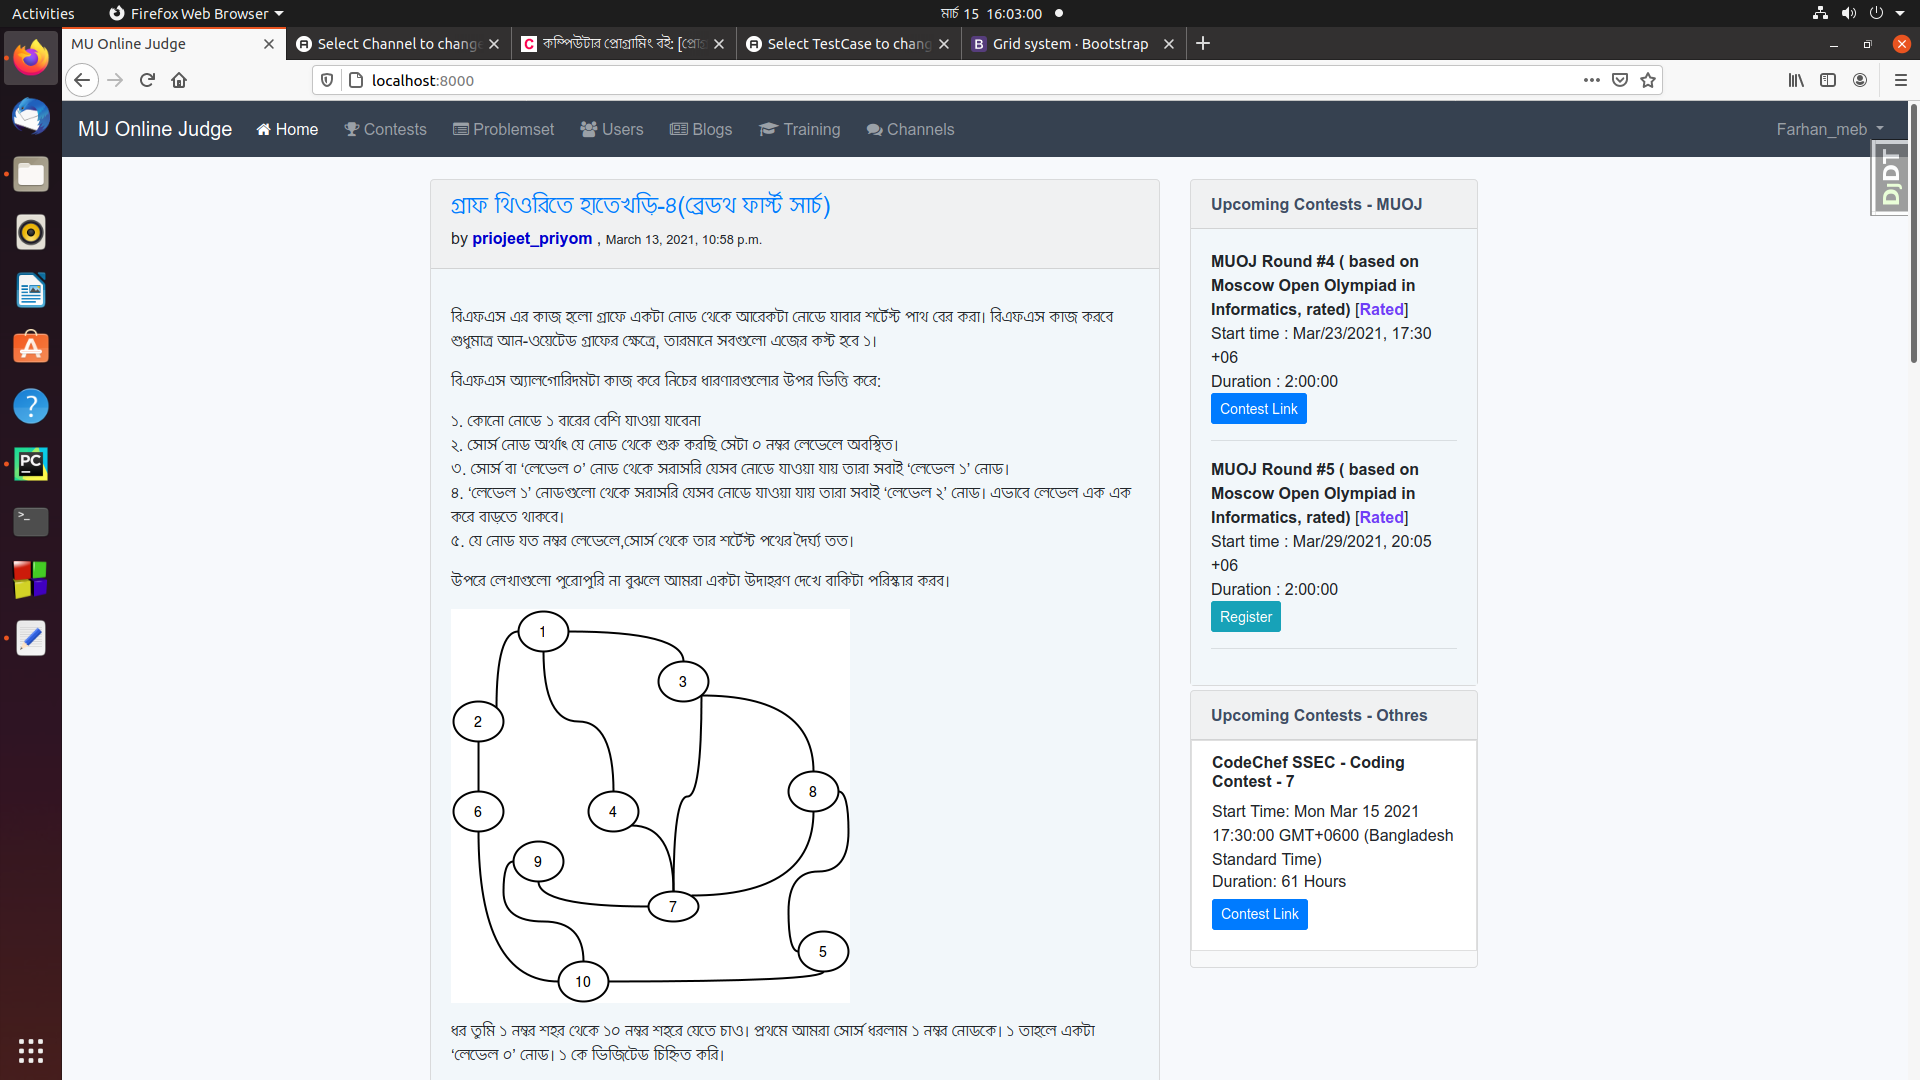 Activities
Firefox Web Browser
মার্চ 15 16:03:00
MU Online Judge
Select Channel to change
কম্পিউটার প্রোগ্রামিং বই: [প্রো
Select TestCase to chang
Grid system · Bootstrap
localhost:8000
MU Online Judge
Home
Contests
Problemset
Users
Blogs
Training
Channels
Farhan_meb
DjDT
গ্রাফ থিওরিতে হাতেখড়ি-৪(ব্রেডথ ফার্স্ট সার্চ)
by priojeet_priyom , March 13, 2021, 10:58 p.m.
বিএফএস এর কাজ হলো গ্রাফে একটা নোড থেকে আরেকটা নোডে যাবার শর্টেস্ট পাথ বের করা। বিএফএস কাজ করবে
শুধুমাত্র আন-ওয়েটেড গ্রাফের ক্ষেত্রে, তারমানে সবগুলো এজের কস্ট হবে ১।
বিএফএস অ্যালগোরিদমটা কাজ করে নিচের ধারণারগুলোর উপর ভিত্তি করে:
১. কোনো নোডে ১ বারের বেশি যাওয়া যাবেনা
২. সোর্স নোড অর্থাৎ যে নোড থেকে শুরু করছি সেটা ০ নম্বর লেভেলে অবস্থিত।
৩. সোর্স বা ‘লেভেল ০’ নোড থেকে সরাসরি যেসব নোডে যাওয়া যায় তারা সবাই ‘লেভেল ১’ নোড।
৪. ‘লেভেল ১’ নোডগুলো থেকে সরাসরি যেসব নোডে যাওয়া যায় তারা সবাই ‘লেভেল ২’ নোড। এভাবে লেভেল এক এক
করে বাড়তে থাকবে।
৫. যে নোড যত নম্বর লেভেলে,সোর্স থেকে তার শর্টেস্ট পথের দৈর্ঘ্য তত।
উপরে লেখাগুলো পুরোপুরি না বুঝলে আমরা একটা উদাহরণ দেখে বাকিটা পরিস্কার করব।
1
3
2
8
6
4
9
7
5
10
ধর তুমি ১ নম্বর শহর থেকে ১০ নম্বর শহরে যেতে চাও। প্রথমে আমরা সোর্স ধরলাম ১ নম্বর নোডকে। ১ তাহলে একটা
‘লেভেল ০’ নোড। ১ কে ভিজিটেড চিহ্নিত করি।
Upcoming Contests - MUOJ
MUOJ Round #4 ( based on
Moscow Open Olympiad in
Informatics, rated) [Rated]
Start time : Mar/23/2021, 17:30
+06
Duration : 2:00:00
Contest Link
MUOJ Round #5 ( based on
Moscow Open Olympiad in
Informatics, rated) [Rated]
Start time : Mar/29/2021, 20:05
+06
Duration : 2:00:00
Register
Upcoming Contests - Othres
CodeChef SSEC - Coding
Contest - 7
Start Time: Mon Mar 15 2021
17:30:00 GMT+0600 (Bangladesh
Standard Time)
Duration: 61 Hours
Contest Link